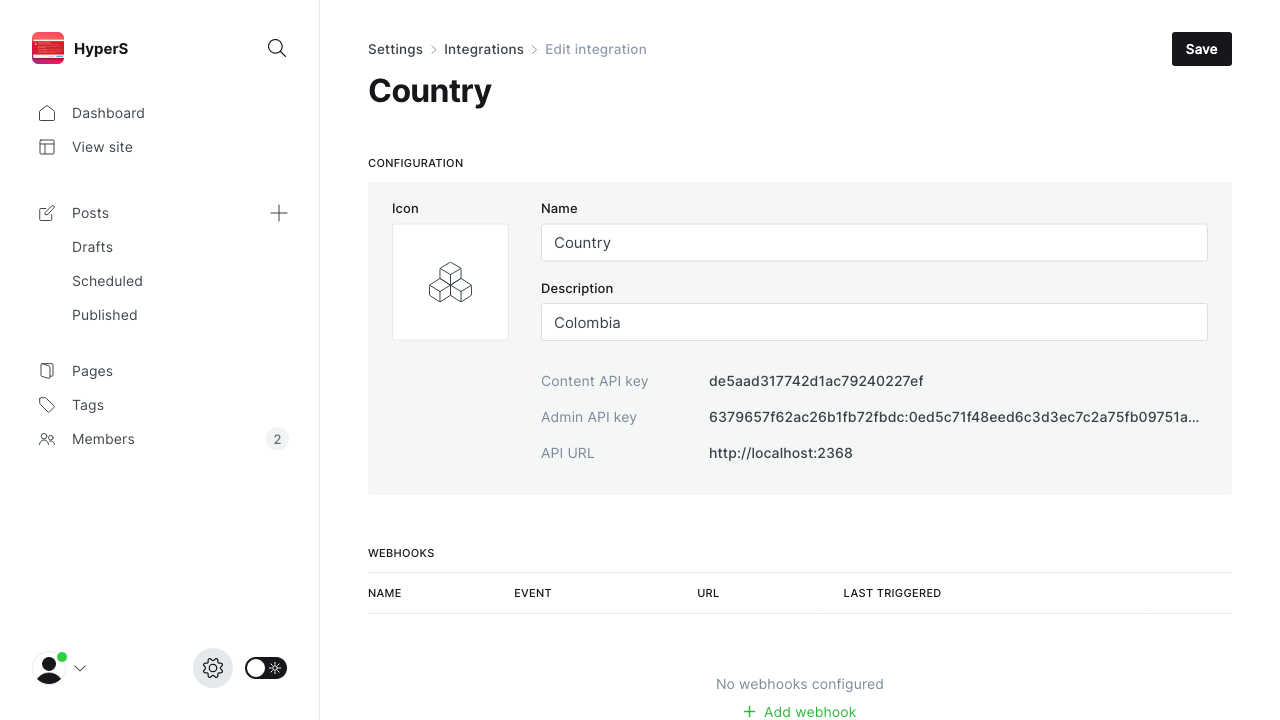 HyperS
Dashboard
View site
Posts
Drafts
Scheduled
Published
Pages
Tags
Members 2
Settings Integrations Edit integration
Save
Country
CONFIGURATION
Icon
Name
Country
Description
Colombia
Content API key de5aad317742d1ac79240227ef
Admin API key 6379657f62ac26b1fb72fbdc:0ed5c71f48eed6c3d3ec7c2a75fb09751a...
API URL http://localhost:2368
WEBHOOKS
NAME EVENT URL LAST TRIGGERED
No webhooks configured
Add webhook